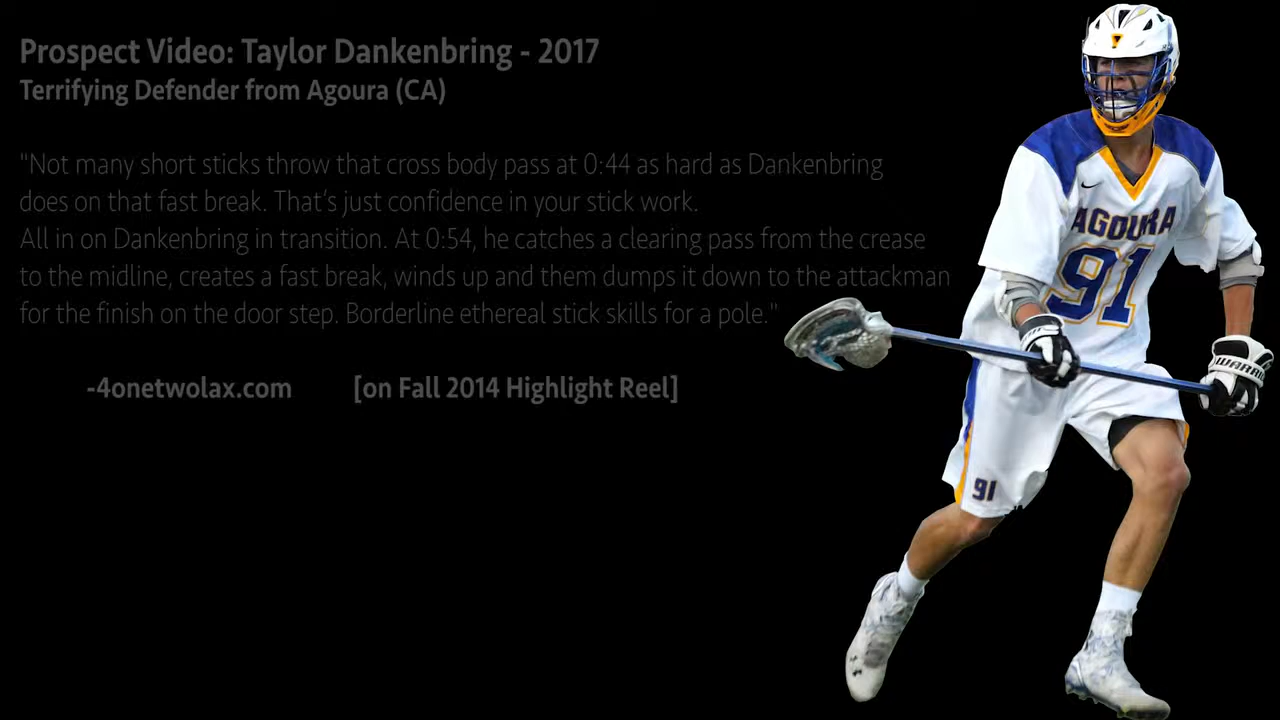 Prospect Video: Taylor Dankenbring - 2017
Terrifying Defender from Agoura (CA)
"Not many short sticks throw that cross body pass at 0:44 as hard as Dankenbring
does on that fast break. That's just confidence in your stick work.
All in on Dankenbring in transition. At 0:54, he catches a clearing pass from the crease
to the midline, creates a fast break, winds up and them dumps it down to the attackman
for the finish on the door step. Borderline ethereal stick skills for a pole."
-4onetwolax.com [on Fall 2014 Highlight Reel]
AGOURA
91
WARRIOR
91